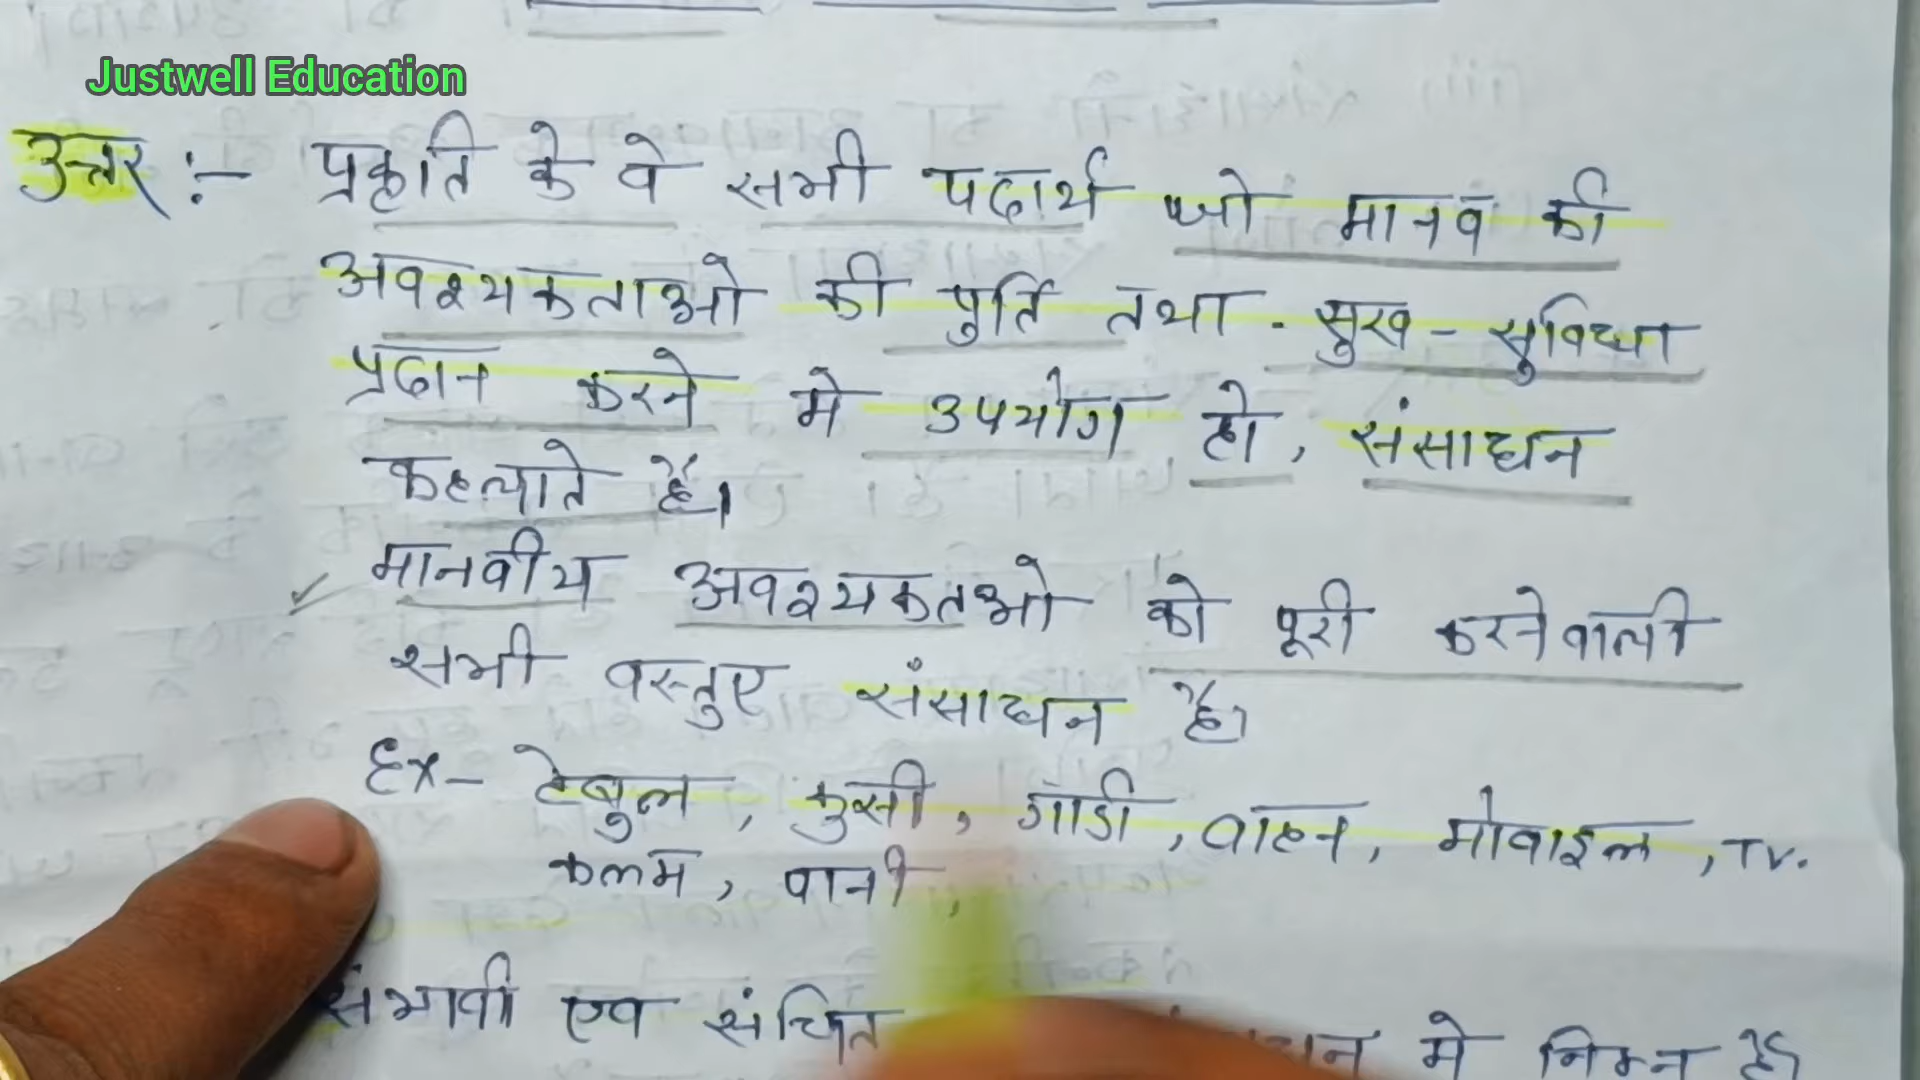 Justwell Education
उत्तर :- प्रकृति के वे सभी पदार्थ जो मानव की
अवश्यकताओ की पुर्ति तथा सुख - सुविधा
प्रदान करने मे उपयोग हो, संसाधन
कहलाते हैं।
मानवीय अवश्यकतओ को पूरी करनेवाली
सभी वस्तुए संसाधन है।
Ex- टेबुल, कुर्सी, गाडी, वाहन, मोबाइल, TV.
कलम, पानी,
संभावी एव संचित मे निम्न है